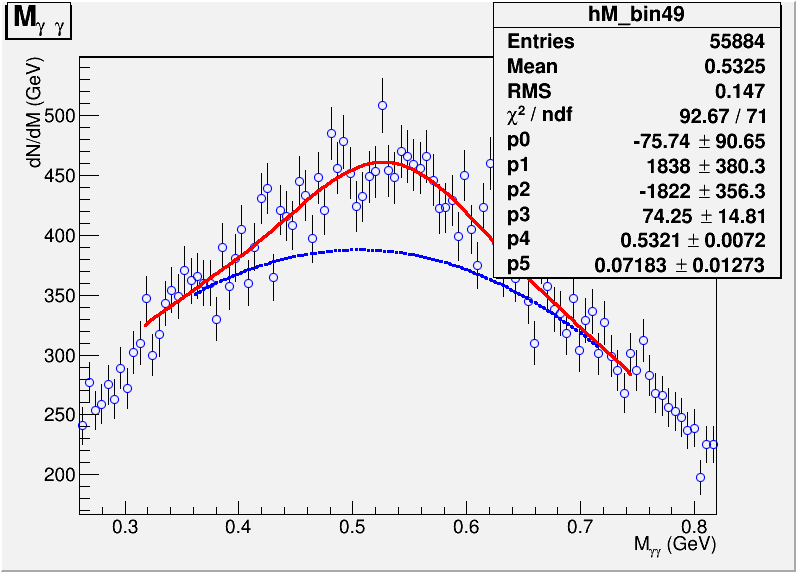 Mγ γ
hM_bin49
Entries 55884
Mean 0.5325
RMS 0.147
χ² / ndf 92.67 / 71
p0 -75.74 ± 90.65
p1 1838 ± 380.3
p2 -1822 ± 356.3
p3 74.25 ± 14.81
p4 0.5321 ± 0.0072
p5 0.07183 ± 0.01273
dN/dM (GeV)
500
450
400
350
300
250
200
0.3 0.4 0.5 0.6 0.7 0.8
Mγγ (GeV)